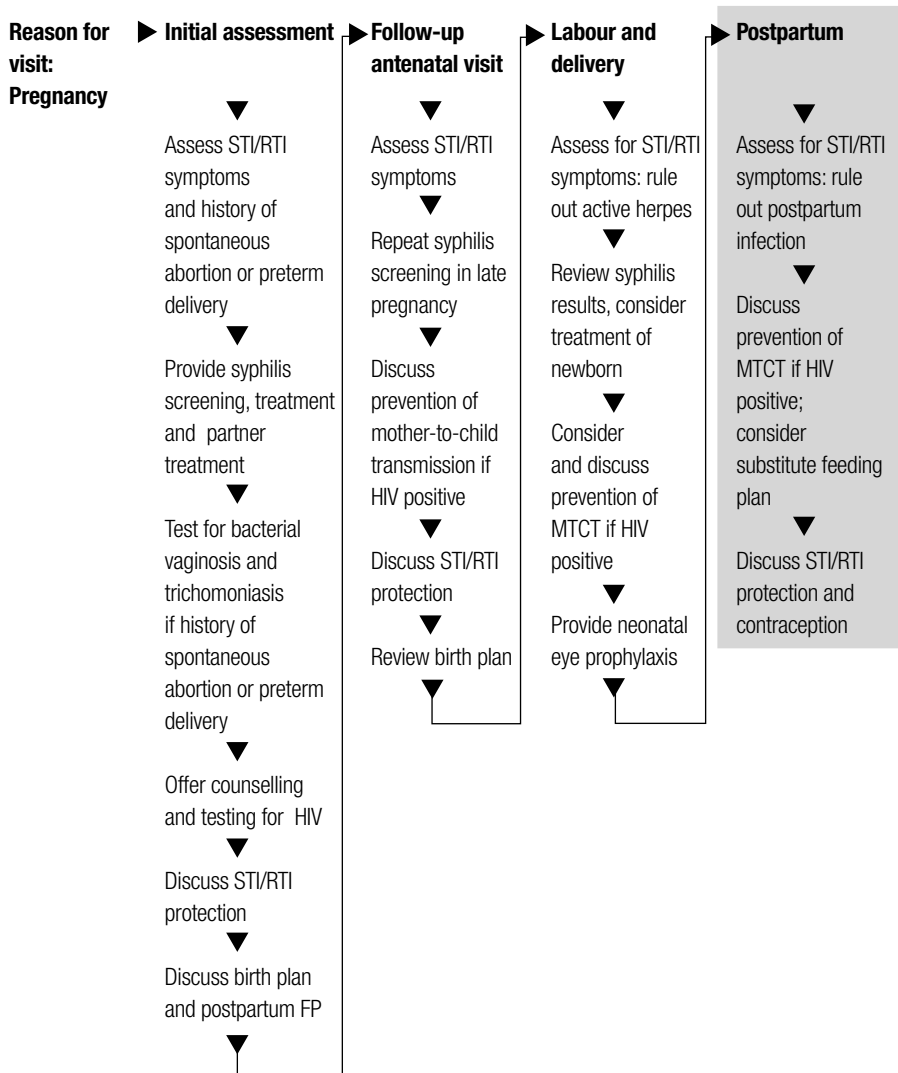 Reason for
visit:
Pregnancy
Initial assessment
Assess STI/RTI
symptoms
and history of
spontaneous
abortion or preterm
delivery
Provide syphilis
screening, treatment
and partner
treatment
Test for bacterial
vaginosis and
trichomoniasis
if history of
spontaneous
abortion or preterm
delivery
Offer counselling
and testing for HIV
Discuss STI/RTI
protection
Discuss birth plan
and postpartum FP
Follow-up
antenatal visit
Assess STI/RTI
symptoms
Repeat syphilis
screening in late
pregnancy
Discuss
prevention of
mother-to-child
transmission if
HIV positive
Discuss STI/RTI
protection
Review birth plan
Labour and
delivery
Assess for STI/RTI
symptoms: rule
out active herpes
Review syphilis
results, consider
treatment of
newborn
Consider
and discuss
prevention of
MTCT if HIV
positive
Provide neonatal
eye prophylaxis
Postpartum
Assess for STI/RTI
symptoms: rule
out postpartum
infection
Discuss
prevention of
MTCT if HIV
positive;
consider
substitute feeding
plan
Discuss STI/RTI
protection and
contraception